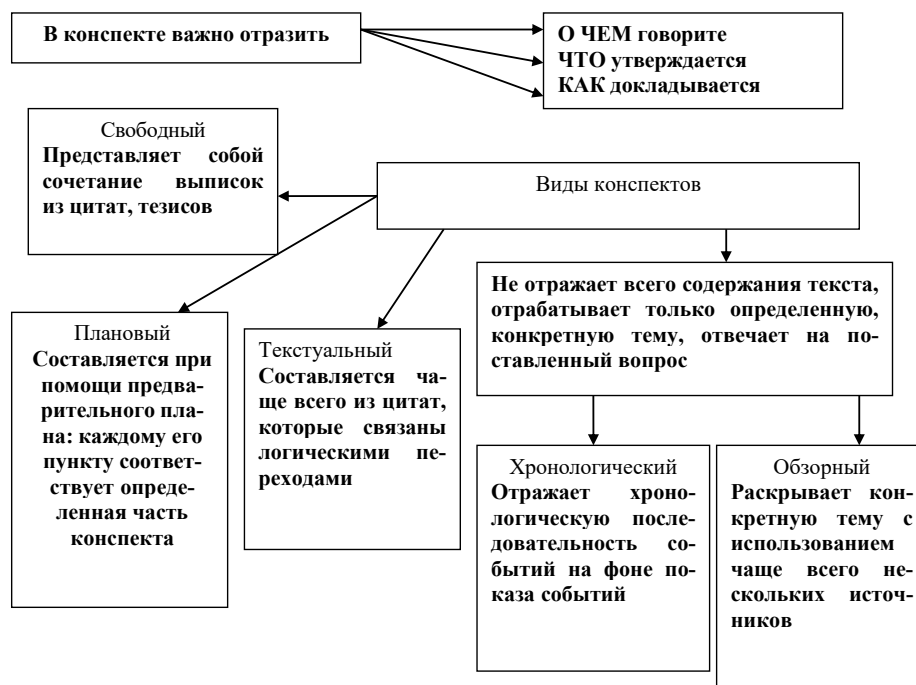 В конспекте важно отразить
О ЧЕМ говорите
ЧТО утверждается
КАК докладывается
Свободный
Представляет собой
сочетание выписок
из цитат, тезисов
Виды конспектов
Не отражает всего содержания текста,
отрабатывает только определенную,
конкретную тему, отвечает на по-
ставленный вопрос
Плановый
Составляется при
помощи предва-
рительного пла-
на: каждому его
пункту соответ-
ствует опреде-
ленная часть
конспекта
Текстуальный
Составляется ча-
ще всего из цитат,
которые связаны
логическими пе-
реходами
Хронологический
Отражает хроно-
логическую после-
довательность со-
бытий на фоне по-
каза событий
Обзорный
Раскрывает кон-
кретную тему с
использованием
чаще всего не-
скольких источ-
ников